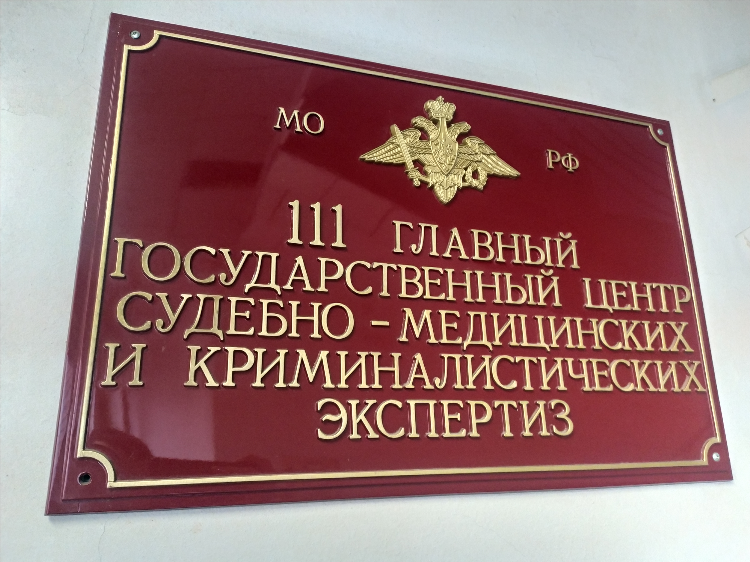 МО РФ
111 ГЛАВНЫЙ
ГОСУДАРСТВЕННЫЙ ЦЕНТР
СУДЕБНО - МЕДИЦИНСКИХ
И КРИМИНАЛИСТИЧЕСКИХ
ЭКСПЕРТИЗ